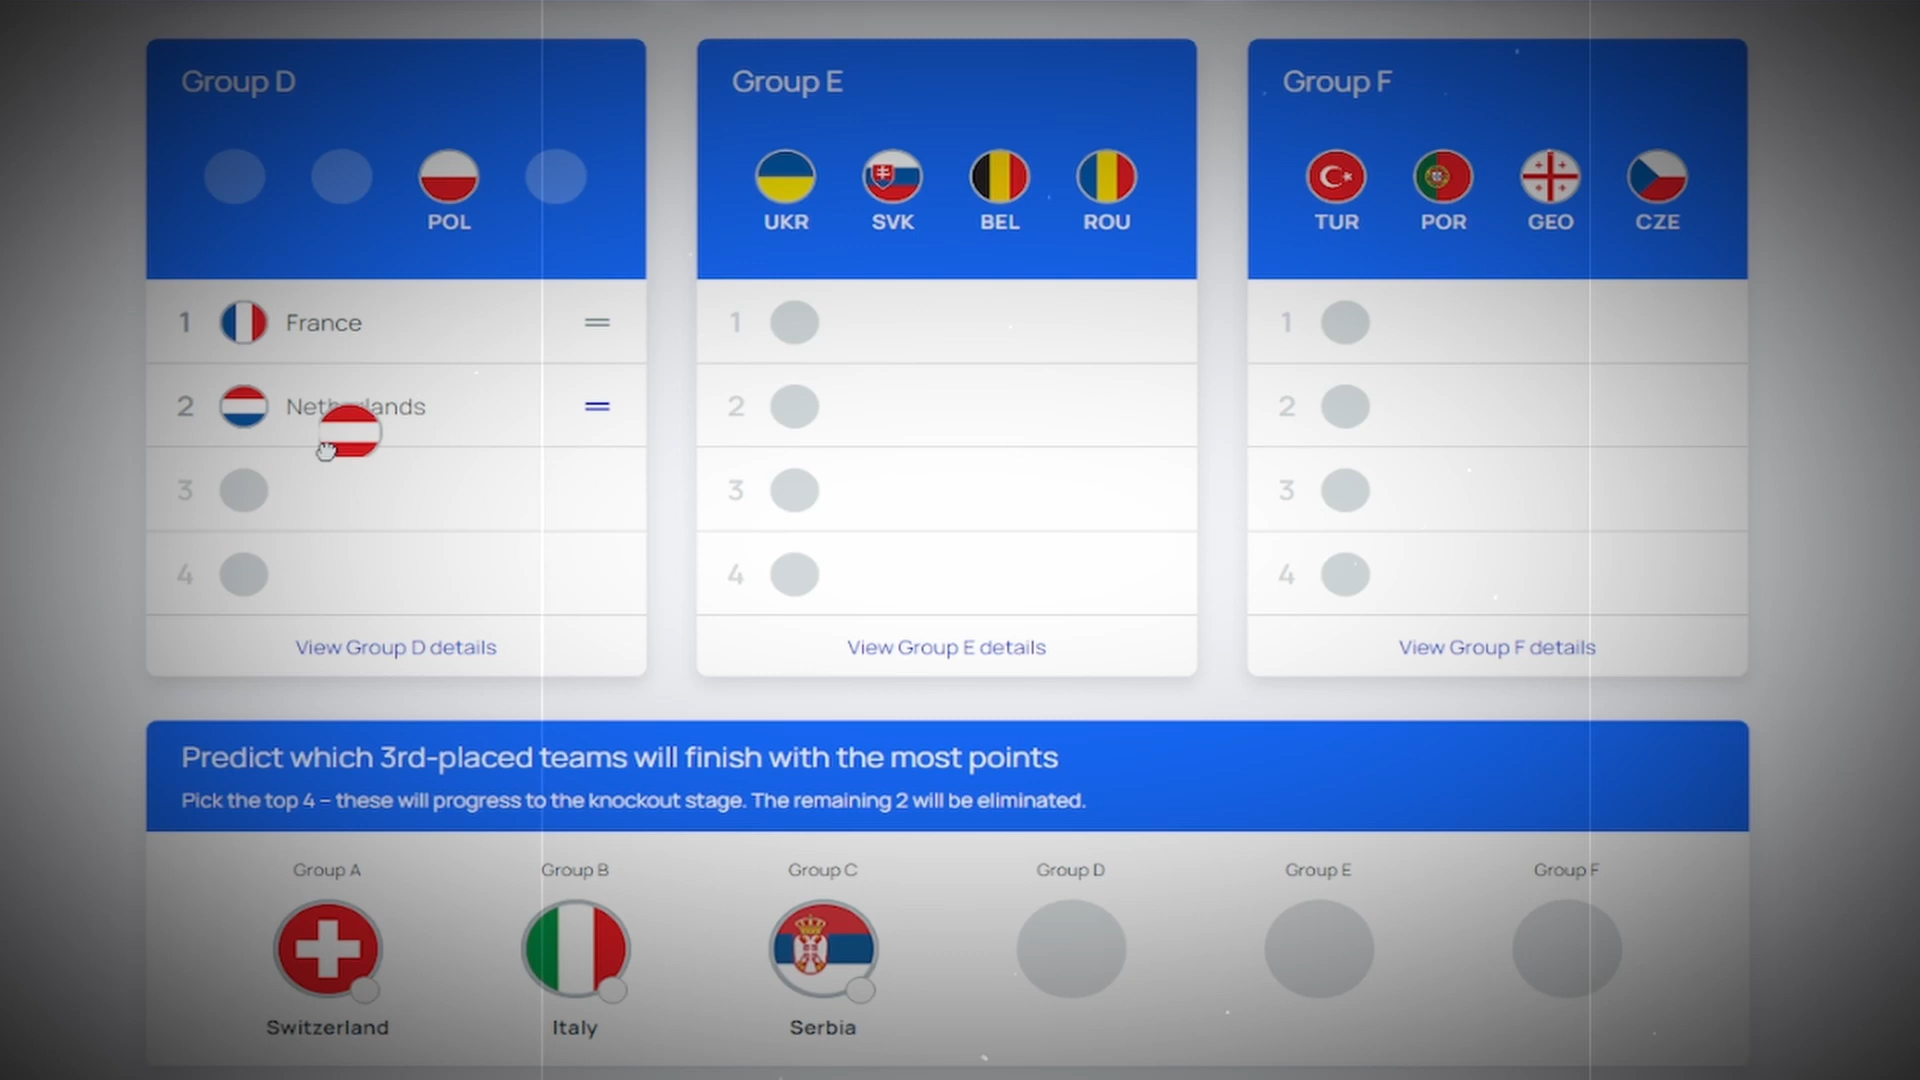 Group D
POL
1 France
2 Netherlands
3
4
View Group D details
Group E
UKR SVK BEL ROU
1
2
3
4
View Group E details
Group F
TUR POR GEO CZE
1
2
3
4
View Group F details
Predict which 3rd-placed teams will finish with the most points
Pick the top 4 – these will progress to the knockout stage. The remaining 2 will be eliminated.
Group A Group B Group C Group D Group E Group F
Switzerland Italy Serbia